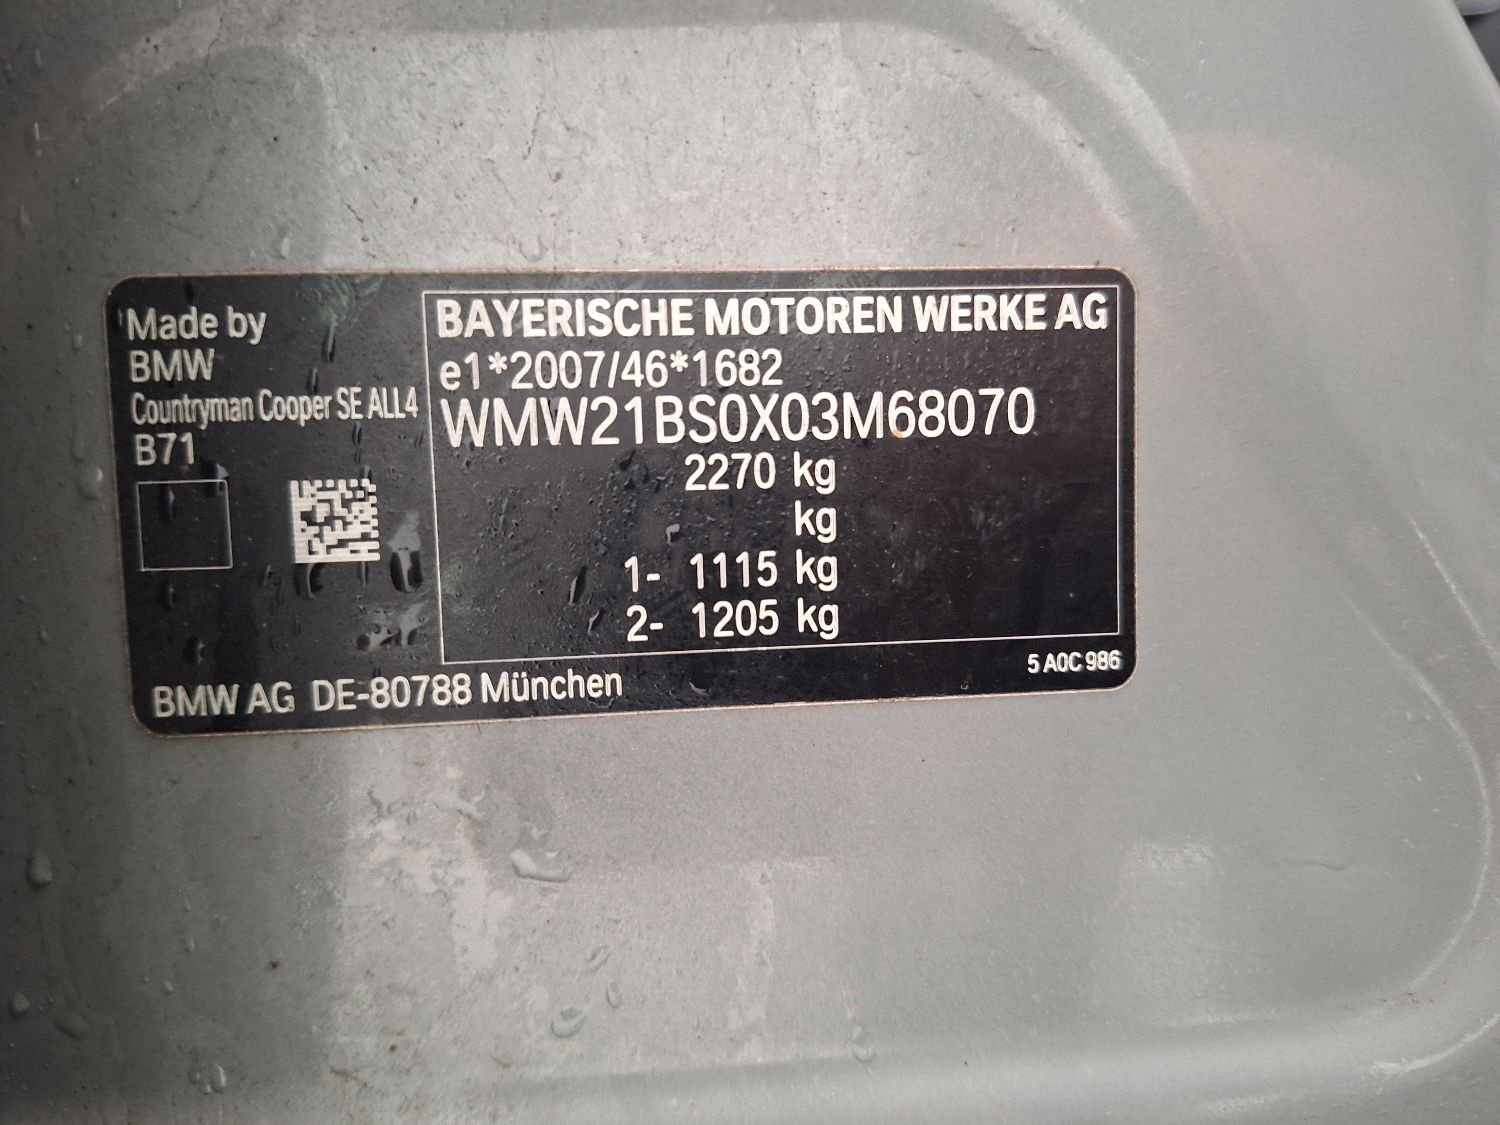 Made by
BMW
Countryman Cooper SE ALL4
B71
BAYERISCHE MOTOREN WERKE AG
e1*2007/46*1682
WMW21BS0X03M68070
2270 kg
kg
1- 1115 kg
2- 1205 kg
5 A0C 986
BMW AG DE-80788 München